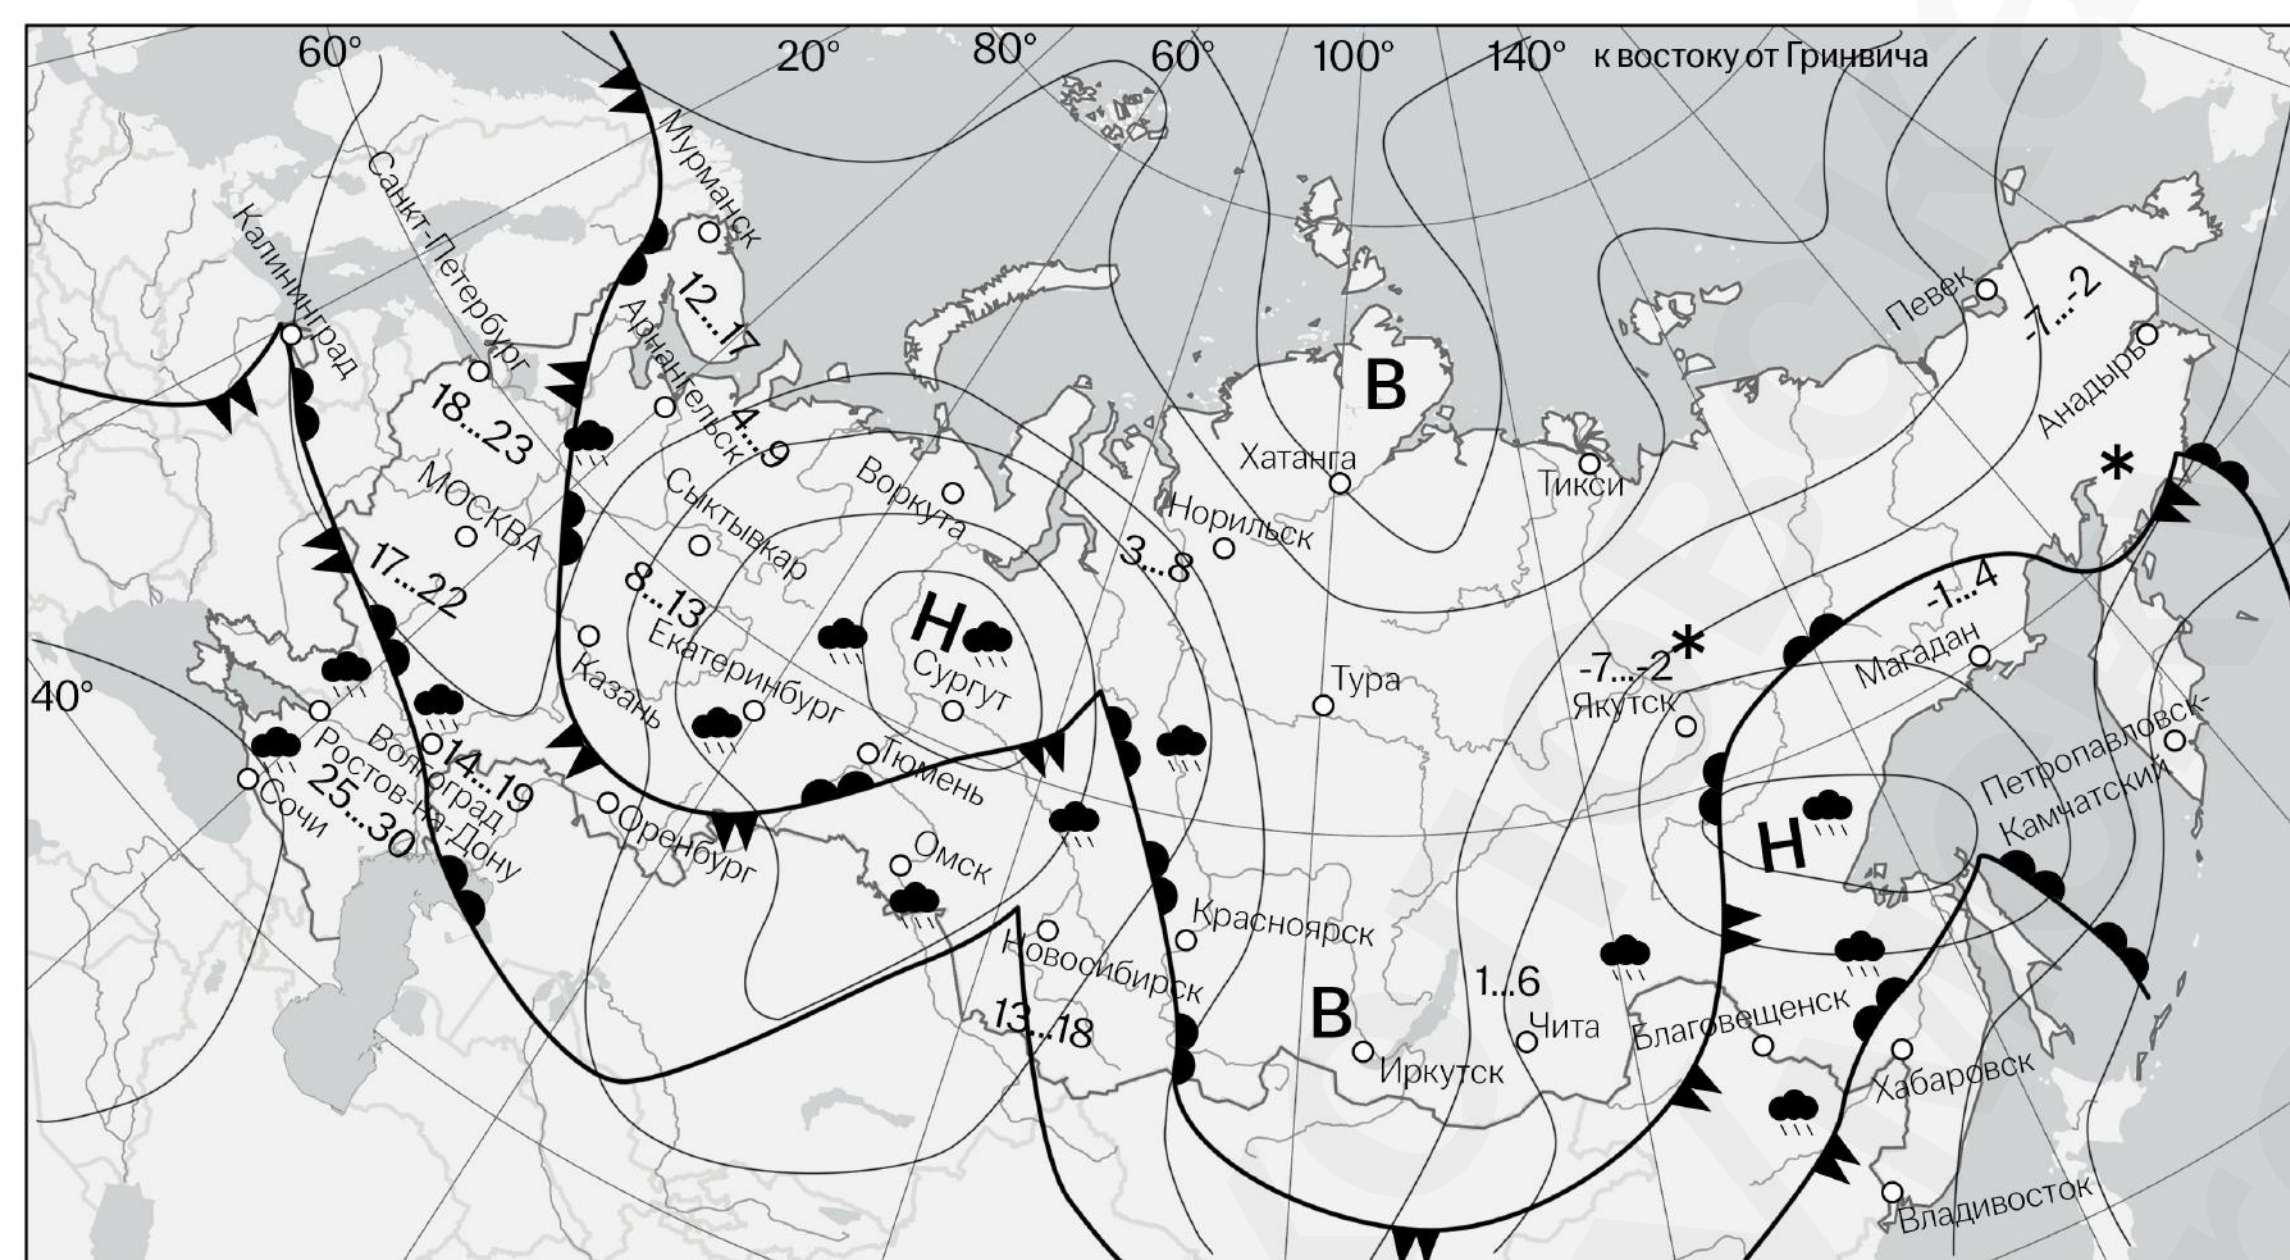 60°
20°
80°
60°
100°
140°
к востоку от Гринвича
Мурманск
Санкт-Петербург
Калининград
12...17
Архангельск
Певек
-7...-2
Анадырь
18...23
4...9
В
Хатанга
Тикси
МОСКВА
Сыктывкар
Воркута
Норильск
3...8
17...22
8...13
Н
Сургут
-1...4
Магадан
40°
Казань
Екатеринбург
Тура
-7...-2
Якутск
Петропавловск-
Камчатский
Волгоград
14...19
Ростов-на-Дону
25...30
Сочи
Тюмень
Оренбург
Омск
Н
Красноярск
Новосибирск
13...18
В
Иркутск
1...6
Чита
Благовещенск
Хабаровск
Владивосток